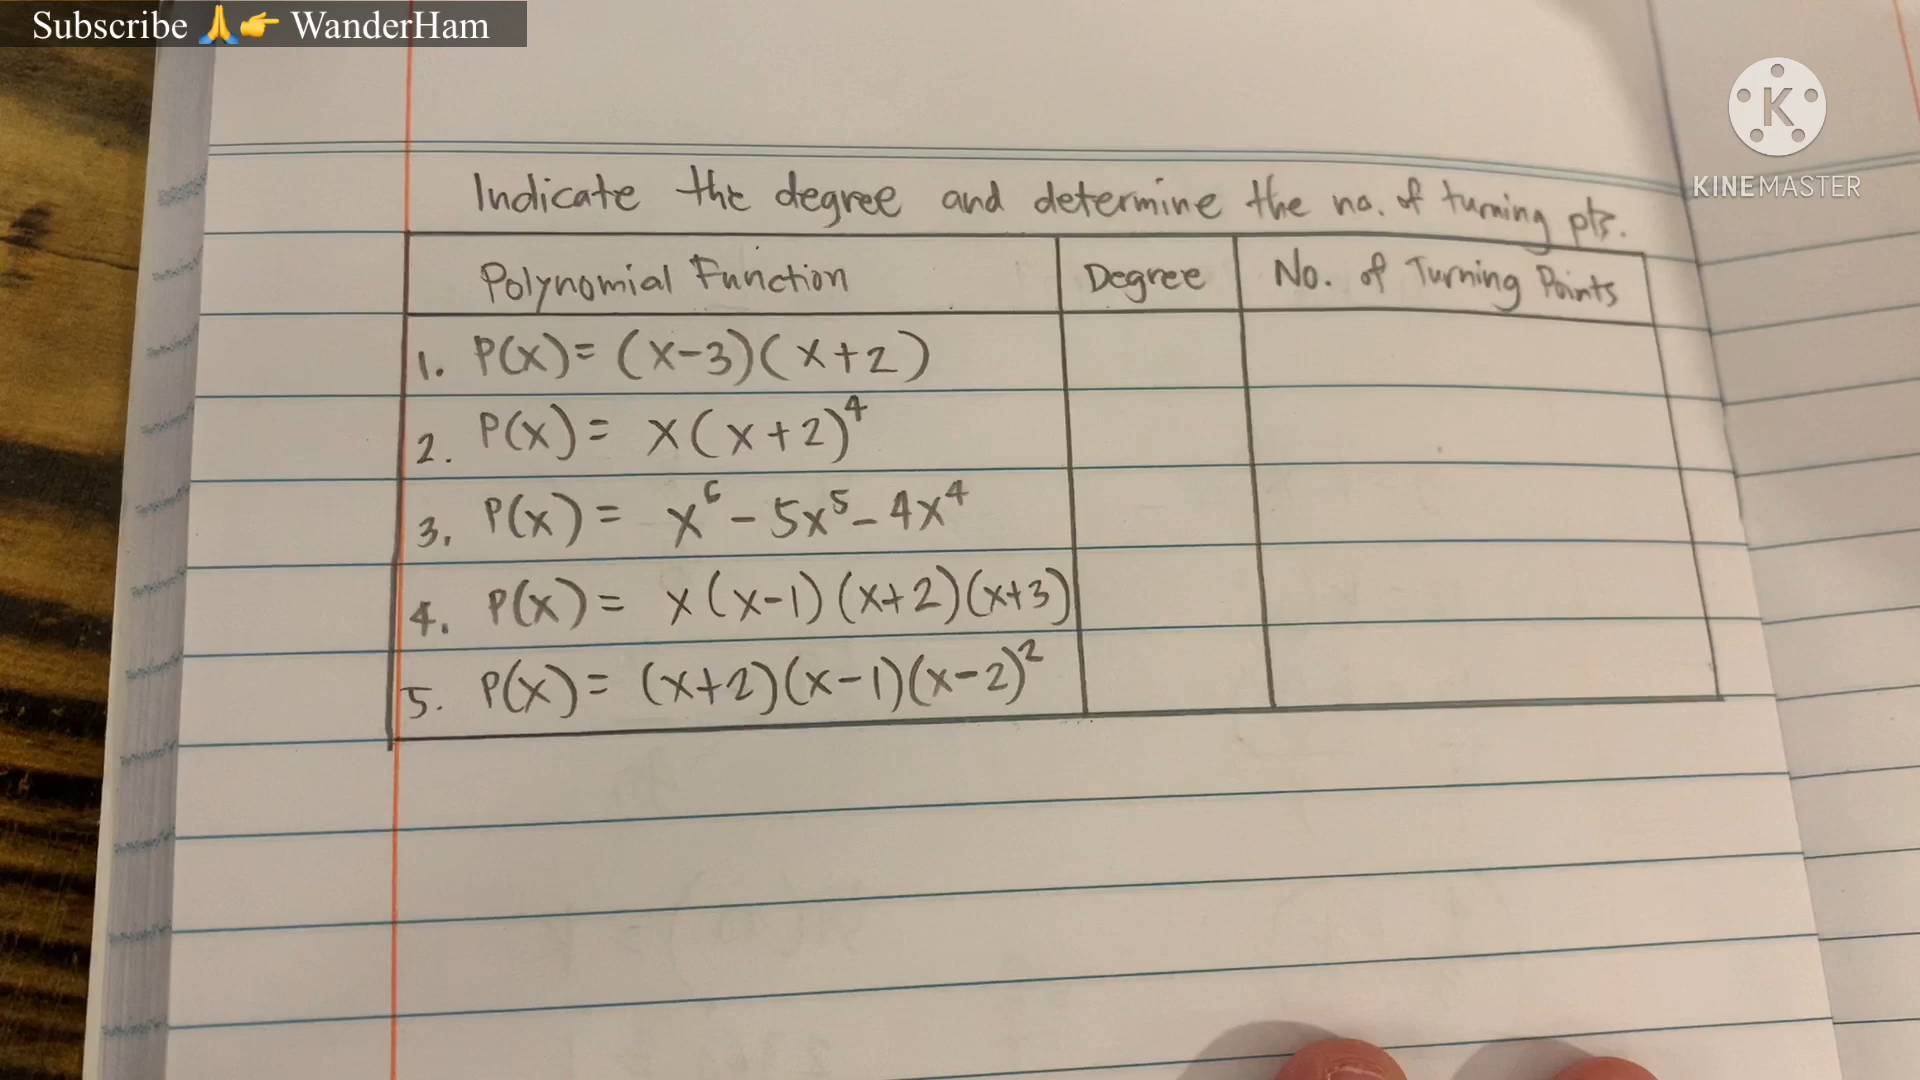 Subscribe 🙏👉 WanderHam
KINEMASTER
Indicate the degree and determine the no. of turning pts.
Polynomial Function Degree No. of Turning Points
1. P(x) = (x-3)(x+2)
2. P(x) = x(x+2)⁴
3. P(x) = x⁶ - 5x⁵ - 4x⁴
4. P(x) = x(x-1)(x+2)(x+3)
5. P(x) = (x+2)(x-1)(x-2)²